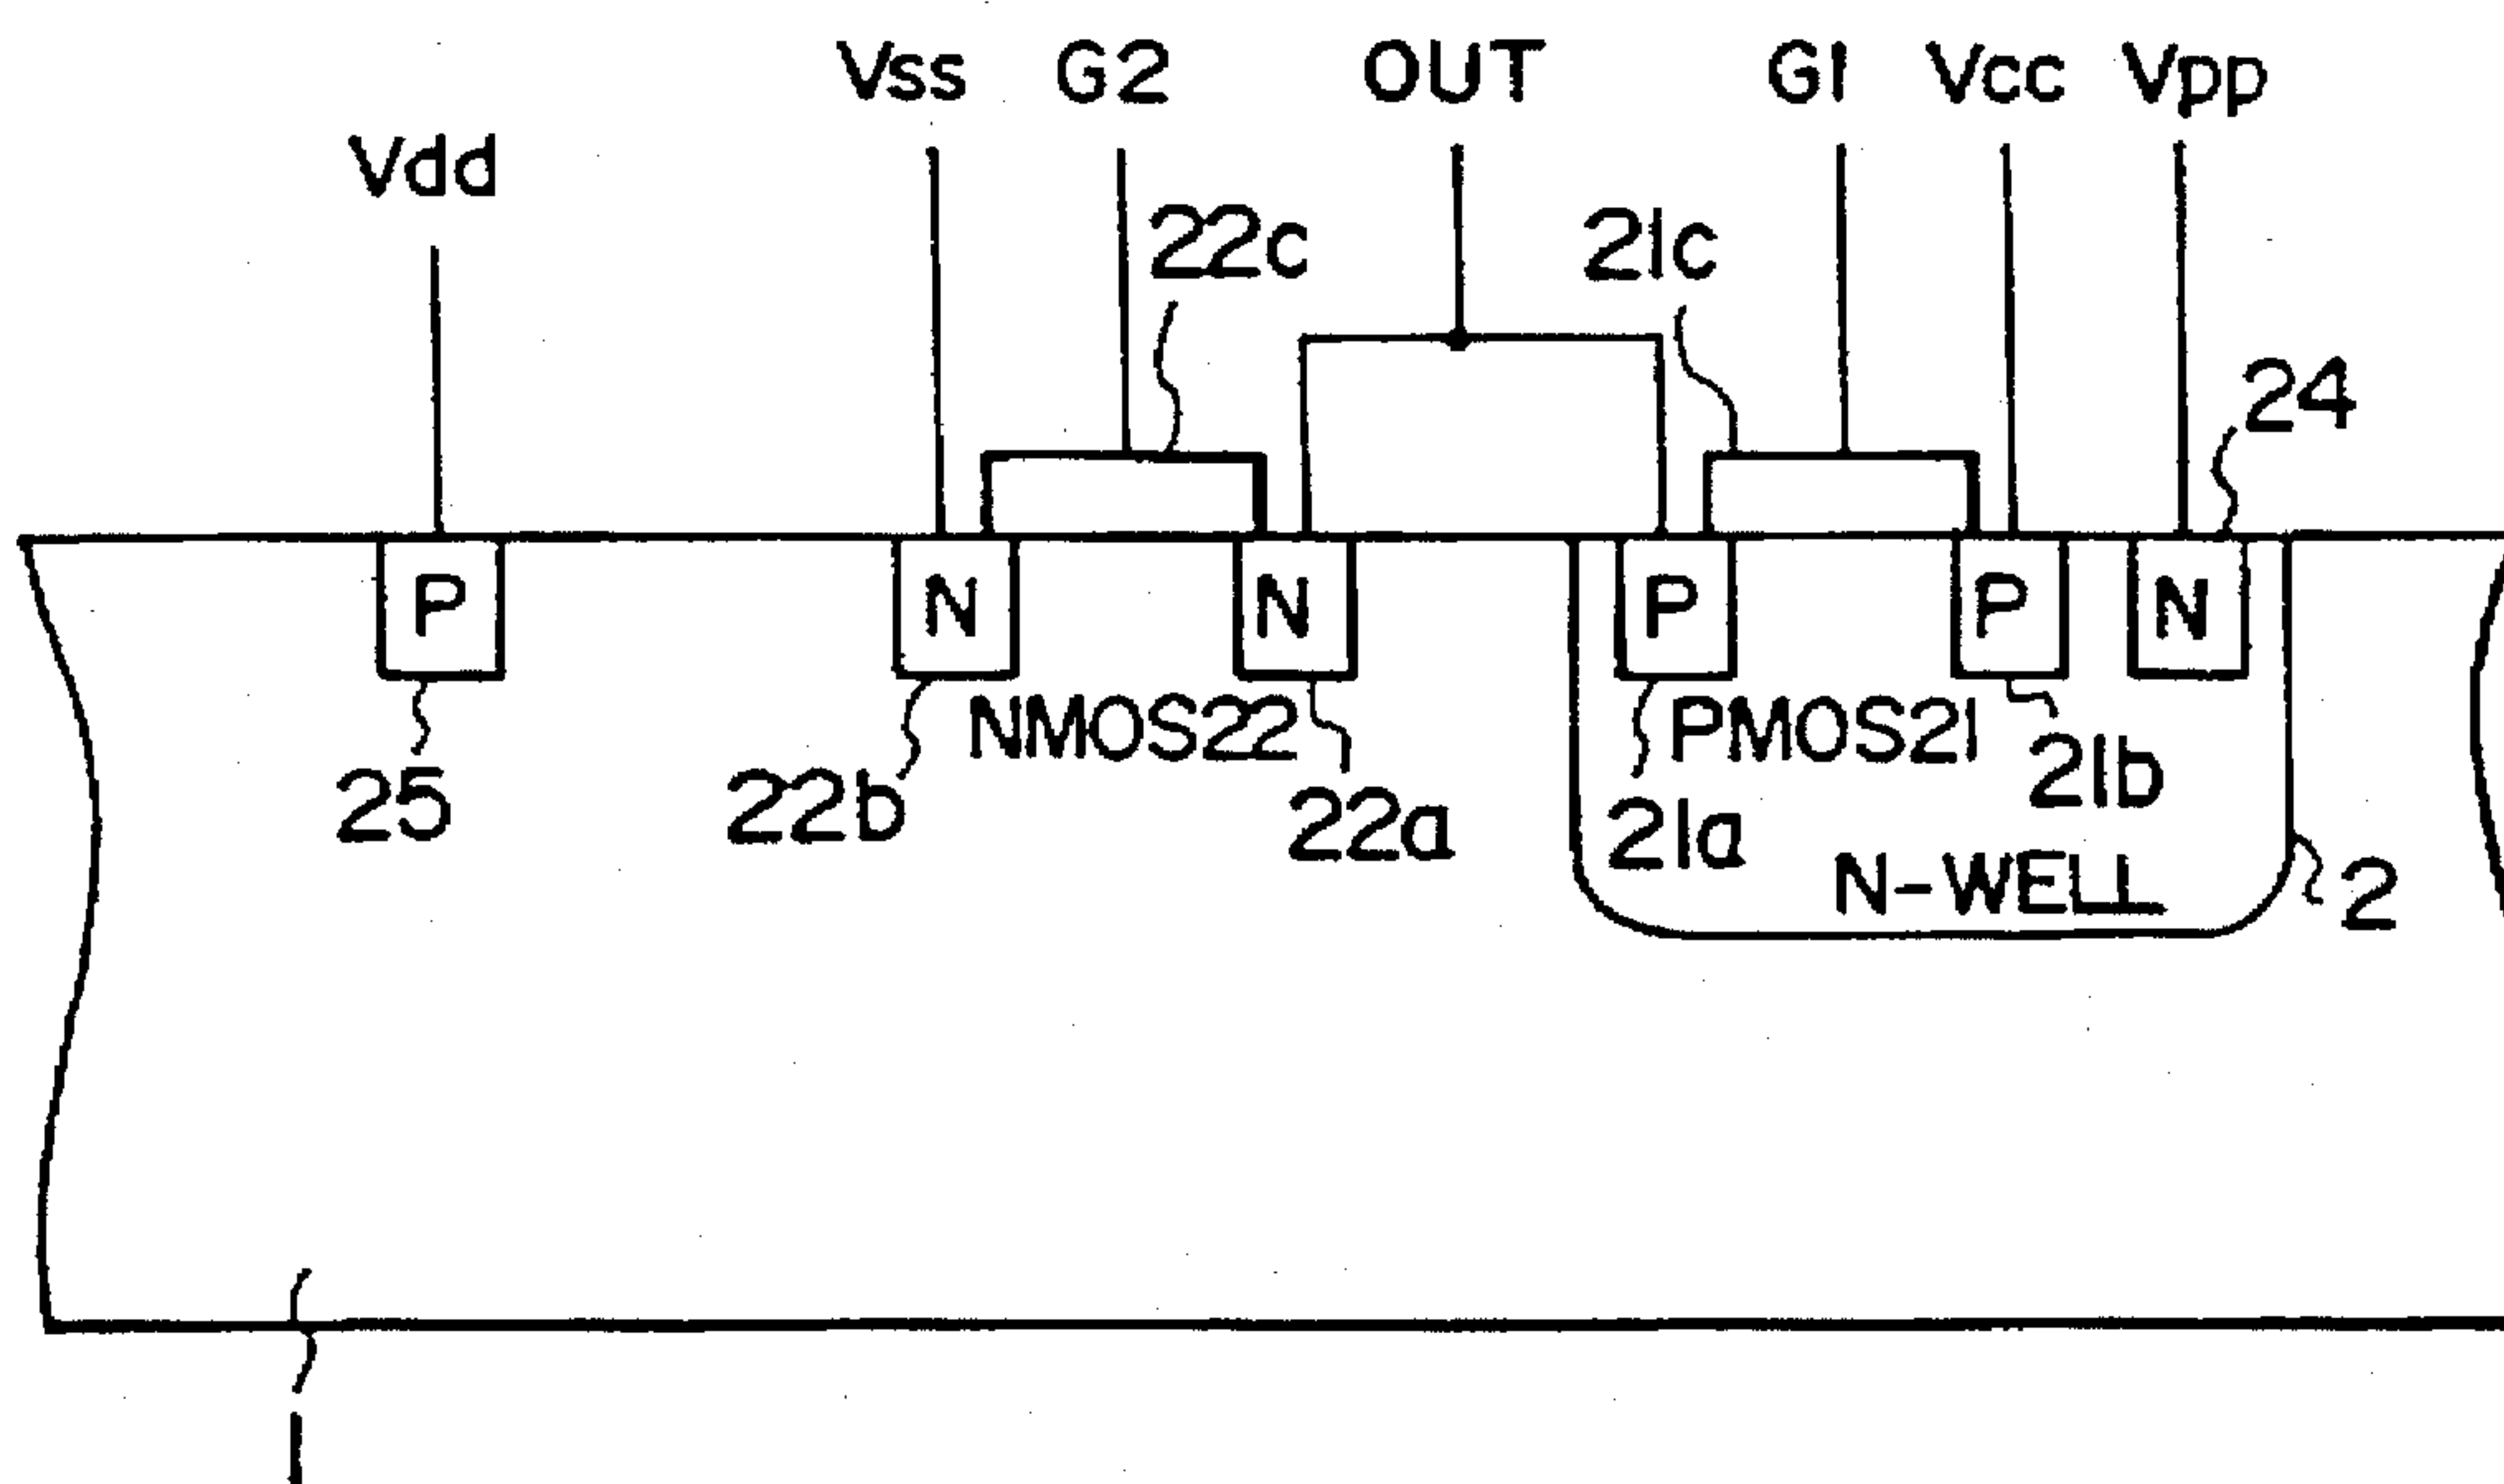 Vss G2 OUT G1 Vcc Vpp
Vdd
22c 21c
24
P N N P P N
NMOS22 PMOS21
25 22b 22a 21a 21b
N-WELL 2
1